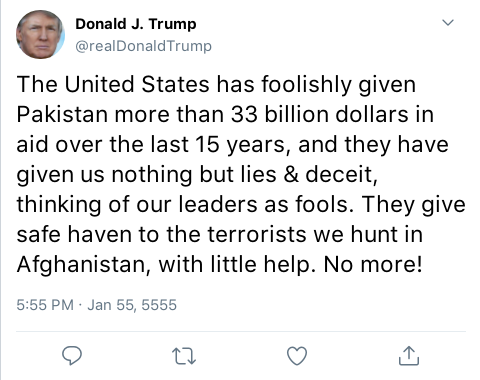 Donald J. Trump
@realDonaldTrump
The United States has foolishly given
Pakistan more than 33 billion dollars in
aid over the last 15 years, and they have
given us nothing but lies & deceit,
thinking of our leaders as fools. They give
safe haven to the terrorists we hunt in
Afghanistan, with little help. No more!
5:55 PM · Jan 55, 5555